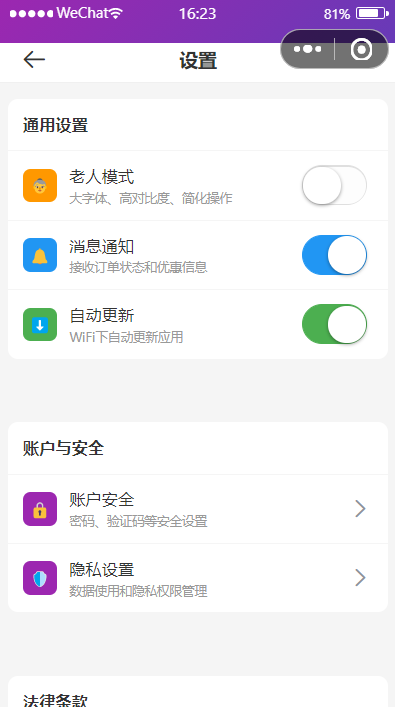 WeChat 16:23 81%
设置
通用设置
老人模式
大字体、高对比度、简化操作
消息通知
接收订单状态和优惠信息
自动更新
WiFi下自动更新应用
账户与安全
账户安全
密码、验证码等安全设置
隐私设置
数据使用和隐私权限管理
法律条款